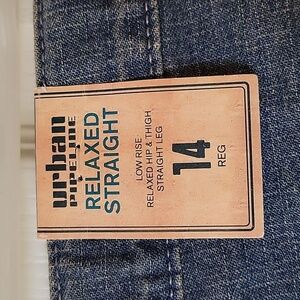 urban
PIPELINE
RELAXED
STRAIGHT
LOW RISE
RELAXED HIP & THIGH
STRAIGHT LEG
14
REG